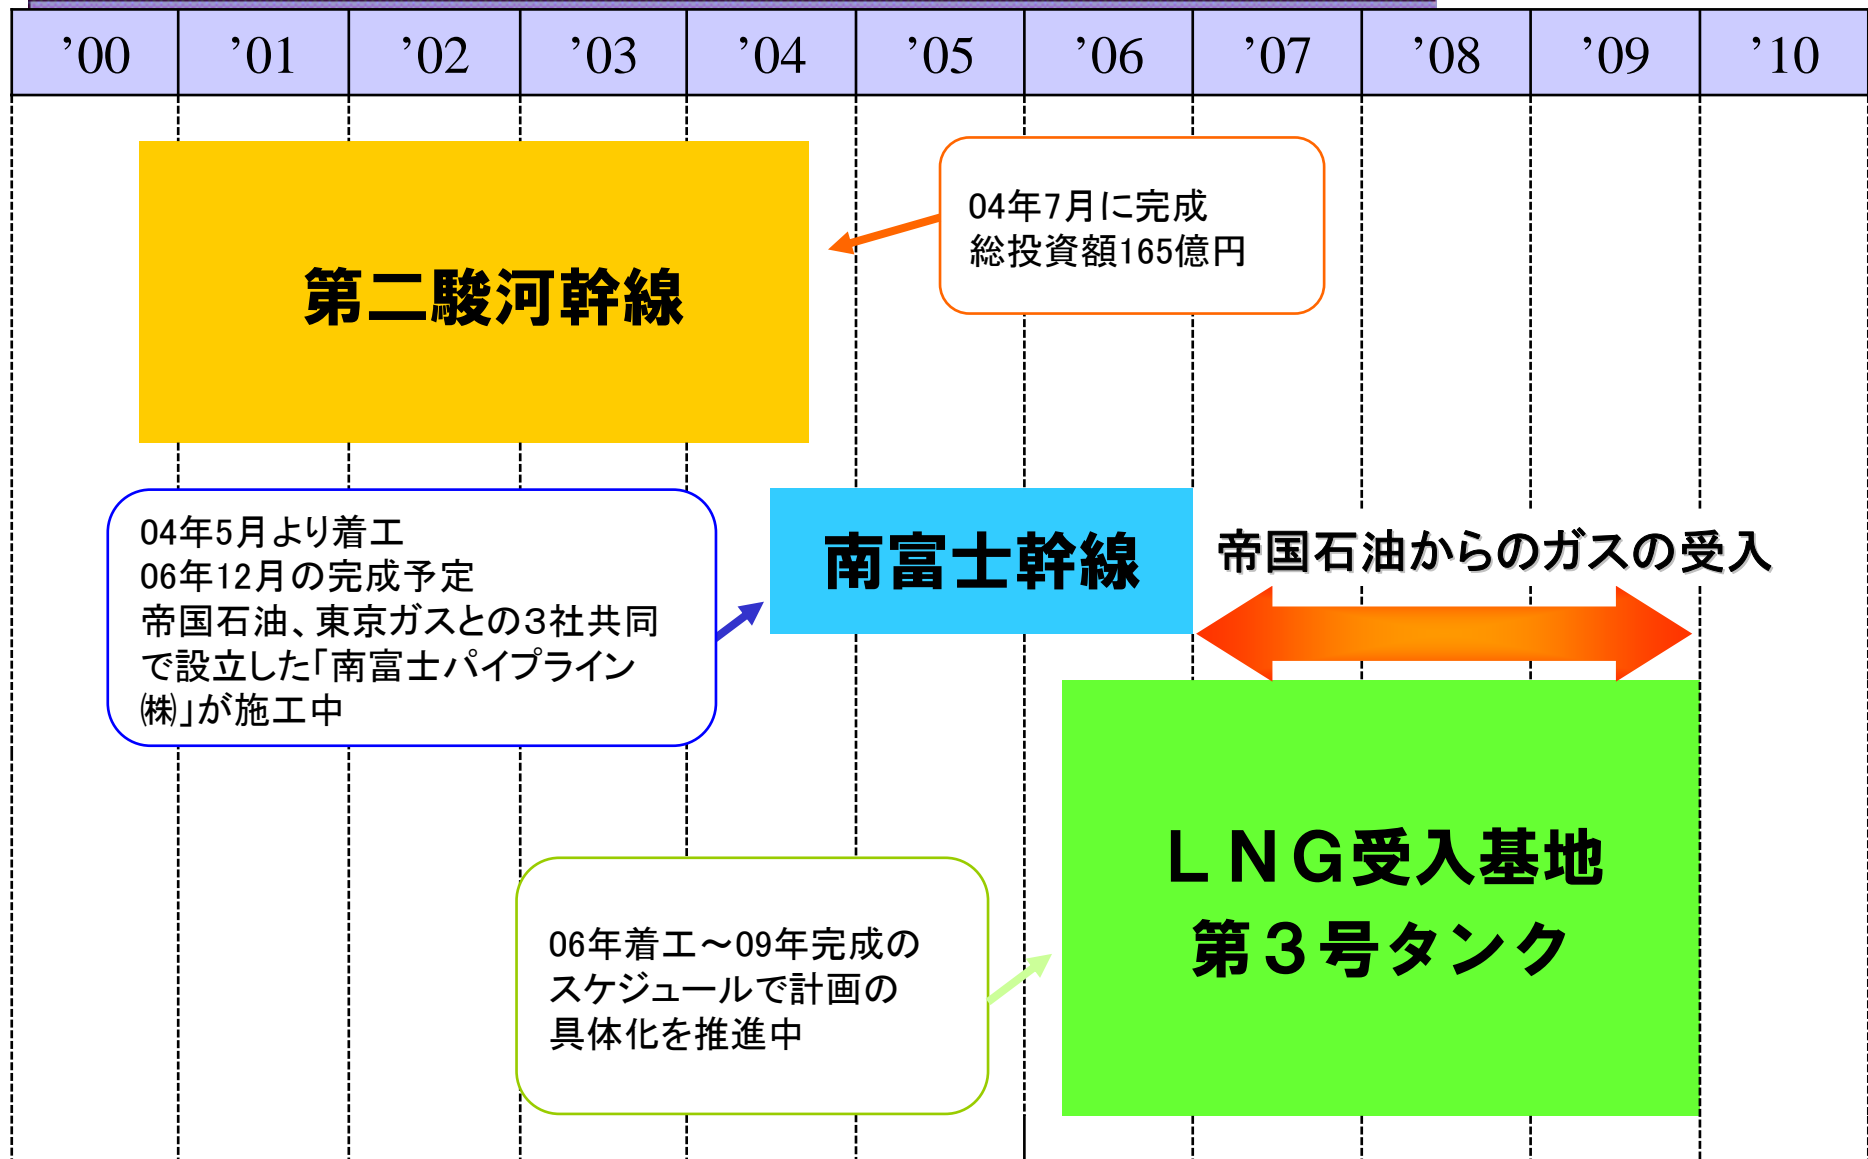 ’00 ’01 ’02 ’03 ’04 ’05 ’06 ’07 ’08 ’09 ’10
第二駿河幹線
04年7月に完成
総投資額165億円
04年5月より着工
06年12月の完成予定
帝国石油、東京ガスとの3社共同
で設立した「南富士パイプライン
㈱」が施工中
南富士幹線
帝国石油からのガスの受入
LNG受入基地
第3号タンク
06年着工～09年完成の
スケジュールで計画の
具体化を推進中